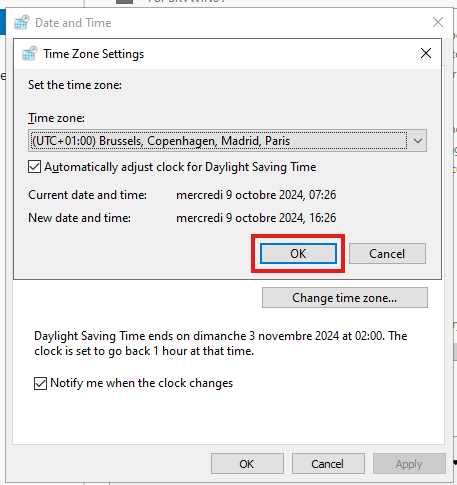 Date and Time
Time Zone Settings
Set the time zone:
Time zone:
(UTC+01:00) Brussels, Copenhagen, Madrid, Paris
Automatically adjust clock for Daylight Saving Time
Current date and time: mercredi 9 octobre 2024, 07:26
New date and time: mercredi 9 octobre 2024, 16:26
OK Cancel
Change time zone...
Daylight Saving Time ends on dimanche 3 novembre 2024 at 02:00. The
clock is set to go back 1 hour at that time.
Notify me when the clock changes
OK Cancel Apply